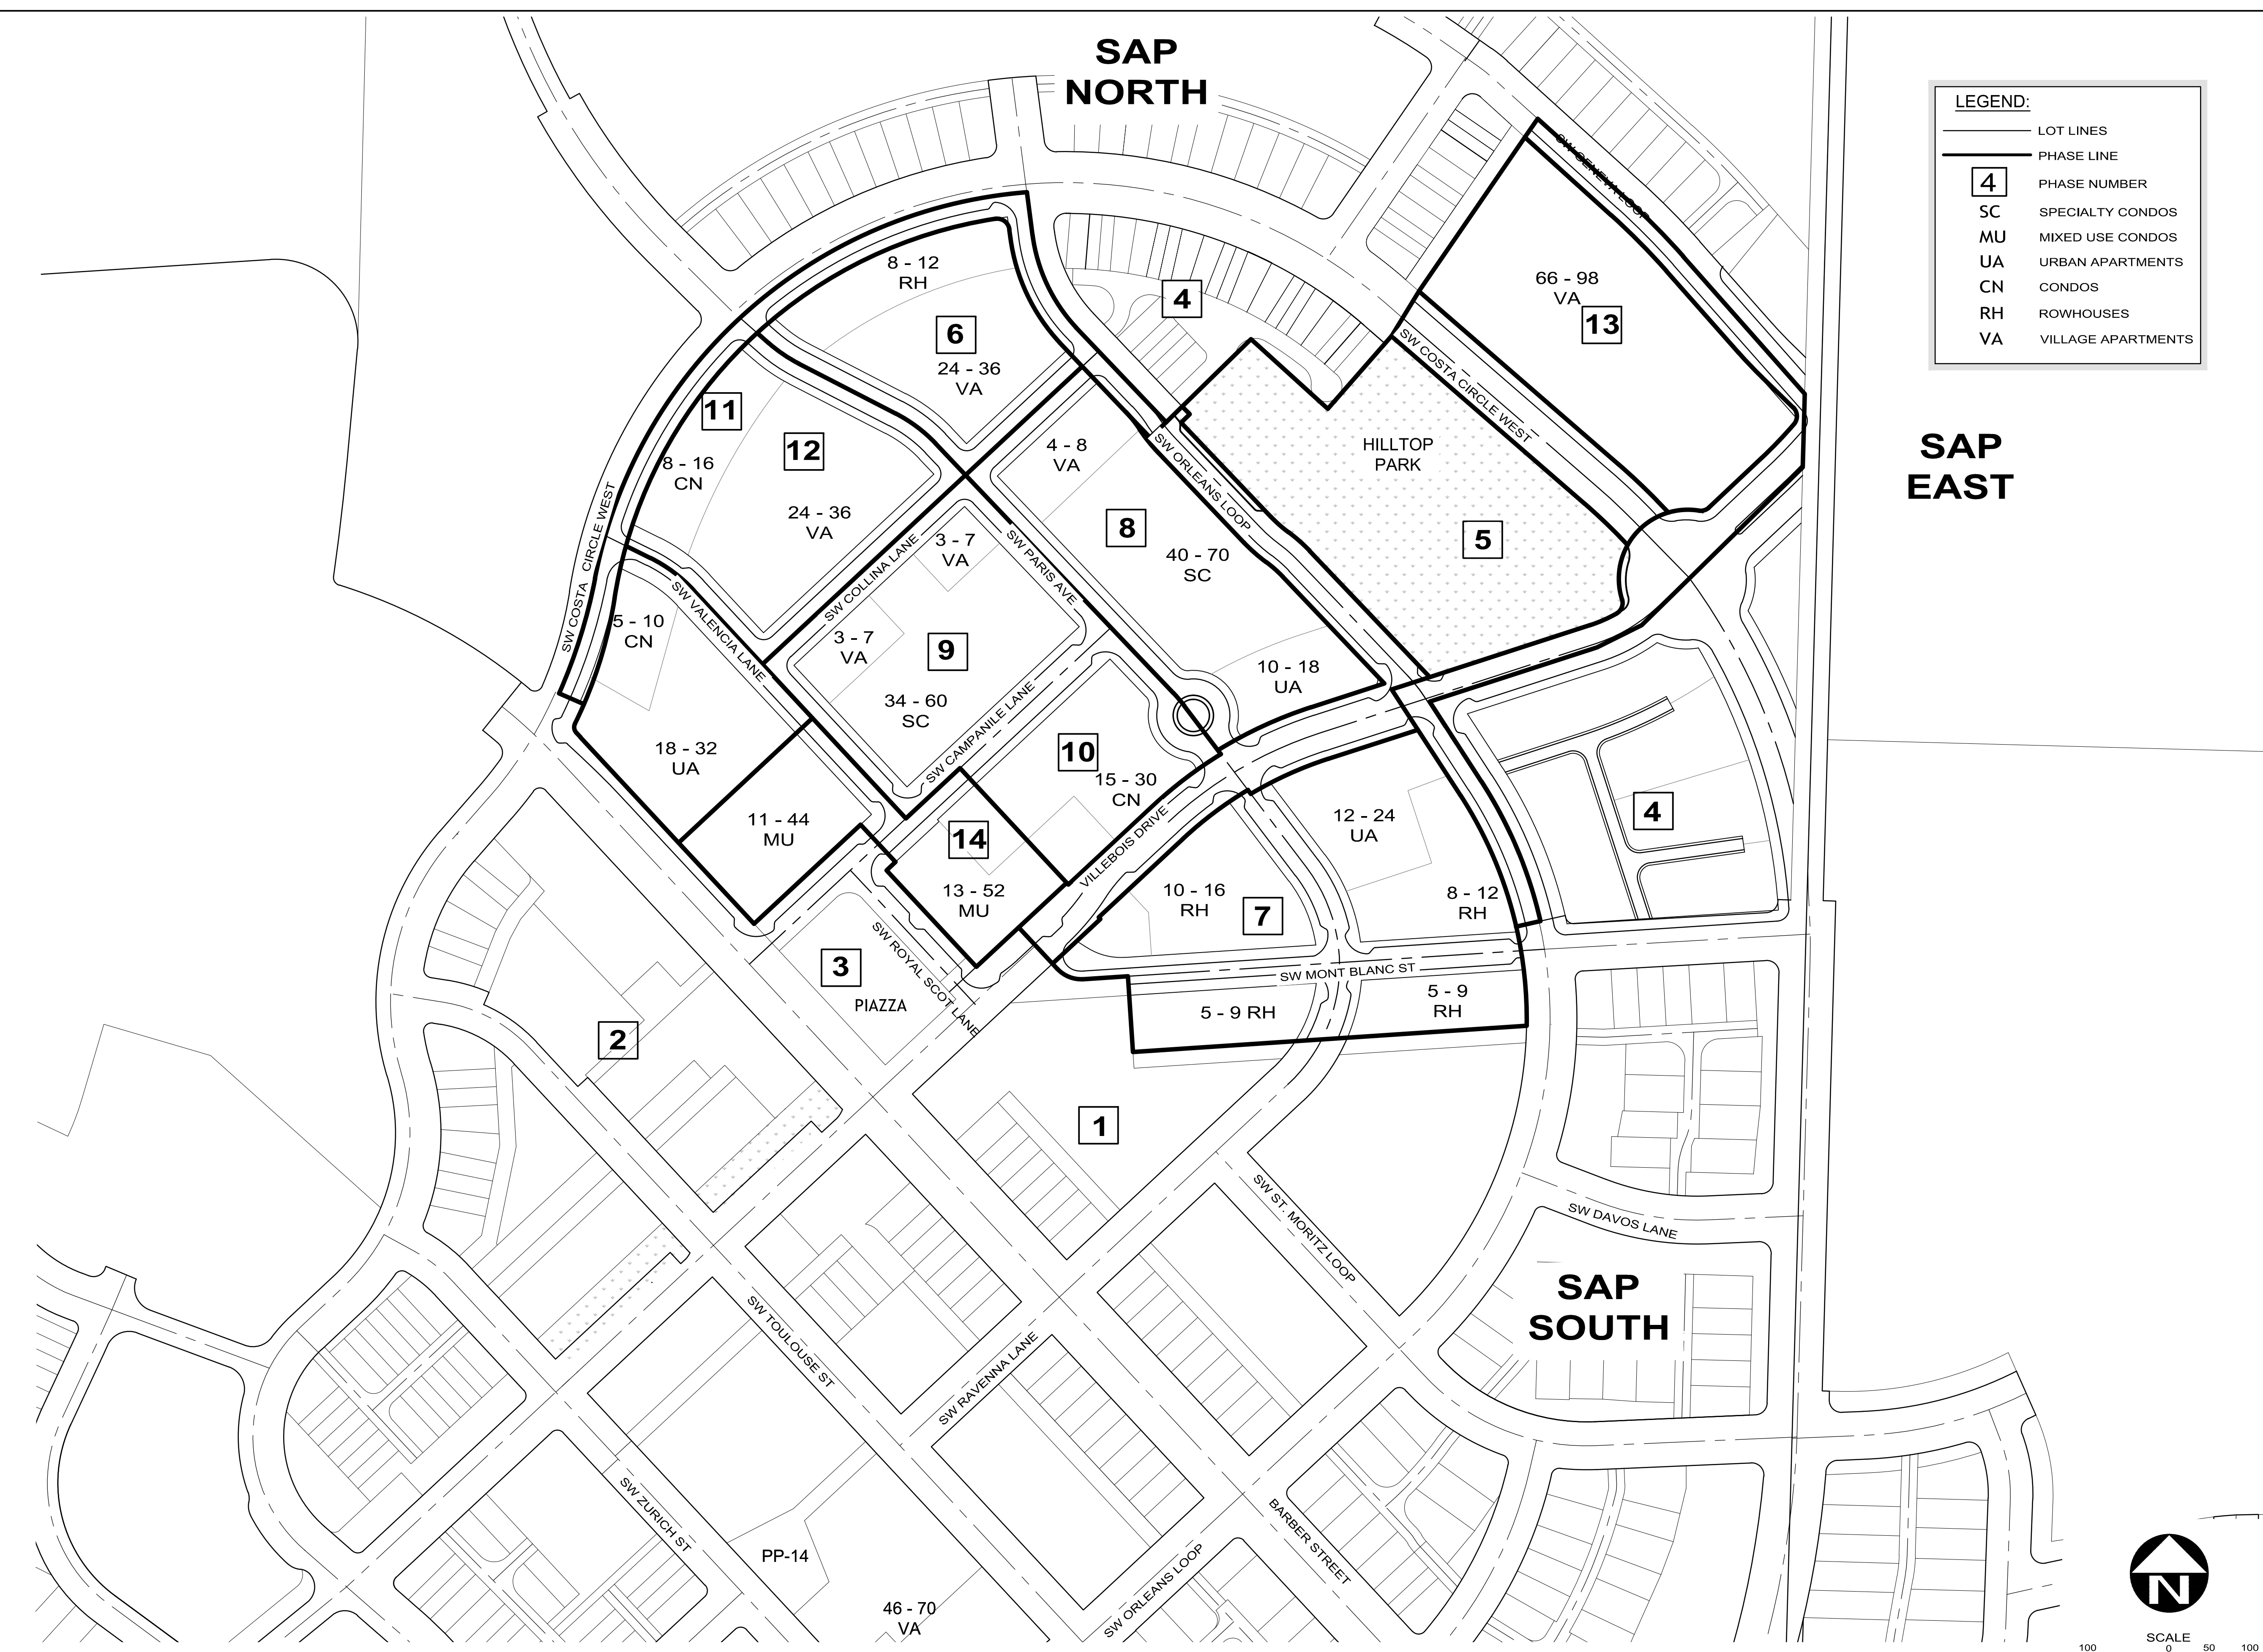 SAP
NORTH
LEGEND:
LOT LINES
PHASE LINE
4
PHASE NUMBER
SC
SPECIALTY CONDOS
MU
MIXED USE CONDOS
UA
URBAN APARTMENTS
CN
CONDOS
RH
ROWHOUSES
VA
VILLAGE APARTMENTS
SW GENEVA LOOP
8 - 12
RH
4
66 - 98
VA
13
6
24 - 36
VA
SW COSTA CIRCLE WEST
11
12
8 - 16
CN
24 - 36
VA
4 - 8
VA
SW ORLEANS LOOP
HILLTOP
PARK
SAP
EAST
8
5
40 - 70
SC
SW COSTA CIRCLE WEST
3 - 7
VA
SW PARIS AVE
SW COLLINA LANE
5 - 10
CN
SW VALENCIA LANE
3 - 7
VA
9
34 - 60
SC
10 - 18
UA
SW CAMPANILE LANE
18 - 32
UA
10
15 - 30
CN
11 - 44
MU
14
13 - 52
MU
VILLEBOIS DRIVE
12 - 24
UA
4
10 - 16
RH
7
8 - 12
RH
3
PIAZZA
SW ROYAL SCOT LANE
SW MONT BLANC ST
5 - 9 RH
5 - 9
RH
2
1
SW ST. MORITZ LOOP
SW DAVOS LANE
SAP
SOUTH
SW TOULOUSE ST
SW RAVENNA LANE
SW ZURICH ST
BARBER STREET
PP-14
SW ORLEANS LOOP
46 - 70
VA
N
SCALE
100 0 50 100